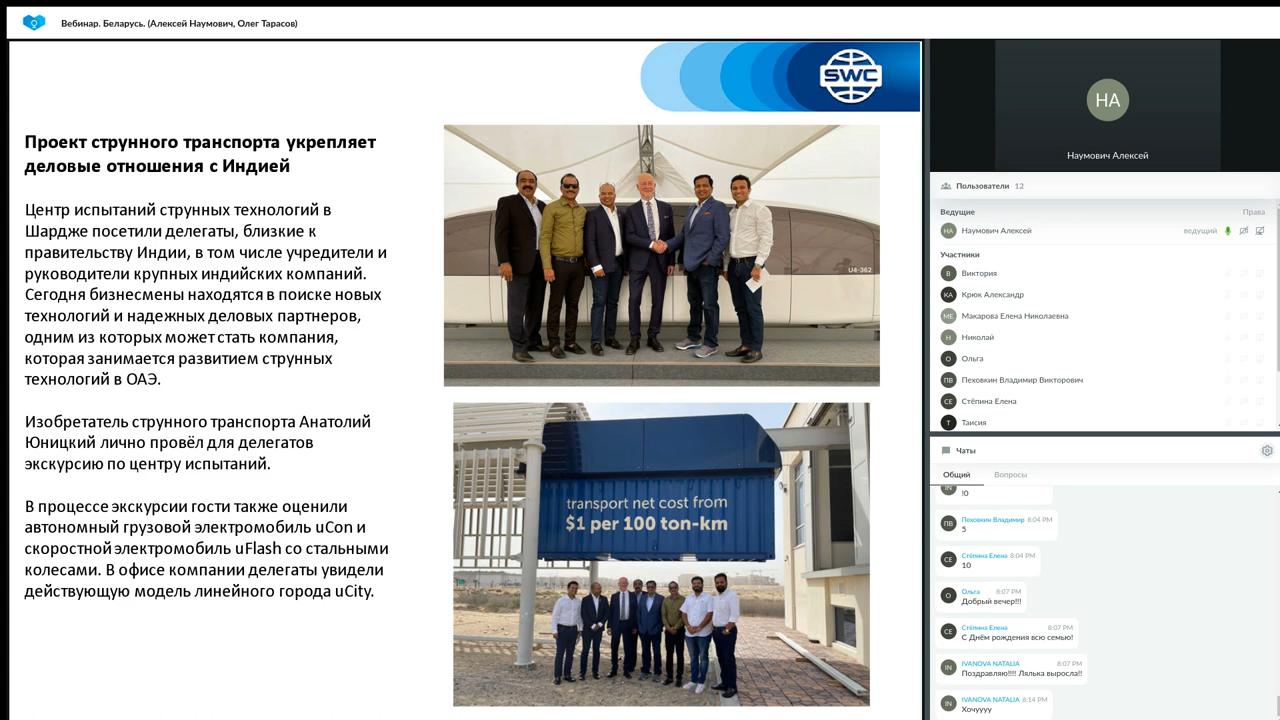 Вебинар. Беларусь. (Алексей Наумович, Олег Тарасов)
SWC
Проект струнного транспорта укрепляет
деловые отношения с Индией
Центр испытаний струнных технологий в
Шардже посетили делегаты, близкие к
правительству Индии, в том числе учредители и
руководители крупных индийских компаний.
Сегодня бизнесмены находятся в поиске новых
технологий и надежных деловых партнеров,
одним из которых может стать компания,
которая занимается развитием струнных
технологий в ОАЭ.
Изобретатель струнного транспорта Анатолий
Юницкий лично провёл для делегатов
экскурсию по центру испытаний.
В процессе экскурсии гости также оценили
автономный грузовой электромобиль uCont и
скоростной электромобиль uFlash со стальными
колесами. В офисе компании делегаты увидели
действующую модель линейного города uCity.
U4-362
transport net cost from
$1 per 100 ton-km
НА
Наумович Алексей
Пользователи 12
Ведущие Права
НА Наумович Алексей ведущий
Участники
В Виктория
КА Крюк Александр
МЕ Макарова Елена Николаевна
Н Николай
О Ольга
ПВ Пеховкин Владимир Викторович
СЕ Стёпина Елена
Т Таисия
Чаты
Общий Вопросы
IN
!0
ПВ Пеховкин Владимир 8:04 PM
5
СЕ Стёпина Елена 8:04 PM
10
О Ольга 8:07 PM
Добрый вечер!!!
СЕ Стёпина Елена 8:07 PM
С Днём рождения всю семью!
IN IVANOVA NATALIA 8:07 PM
Поздравляю!!!! Лялька выросла!!
IN IVANOVA NATALIA 8:14 PM
Хочуууу